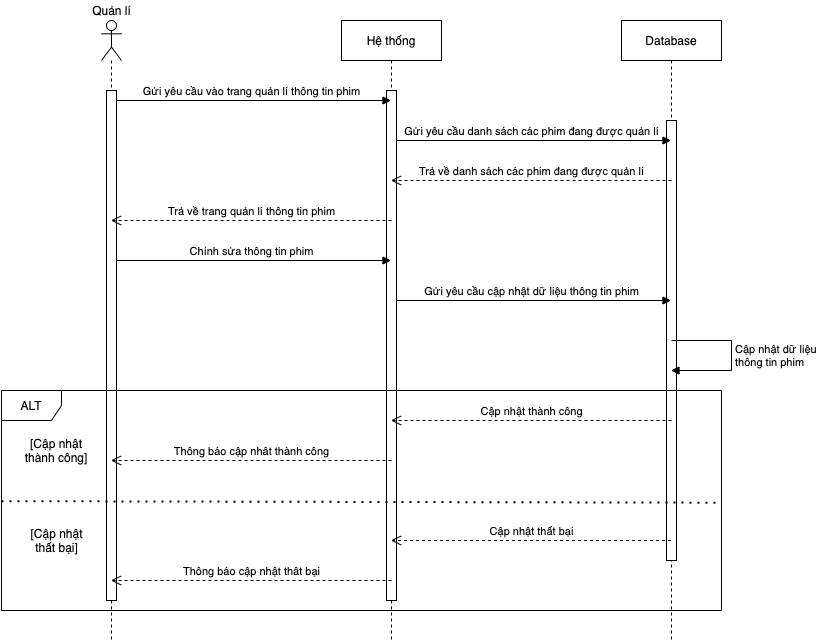 Quản lí
Hệ thống
Database
Gửi yêu cầu vào trang quản lí thông tin phim
Gửi yêu cầu danh sách các phim đang được quản lí
Trả về danh sách các phim đang được quản lí
Trả về trang quản lí thông tin phim
Chỉnh sửa thông tin phim
Gửi yêu cầu cập nhật dữ liệu thông tin phim
Cập nhật dữ liệu
thông tin phim
ALT
Cập nhật thành công
[Cập nhật
thành công]
Thông báo cập nhât thành công
Cập nhật thất bại
[Cập nhật
thất bại]
Thông báo cập nhật thât bại